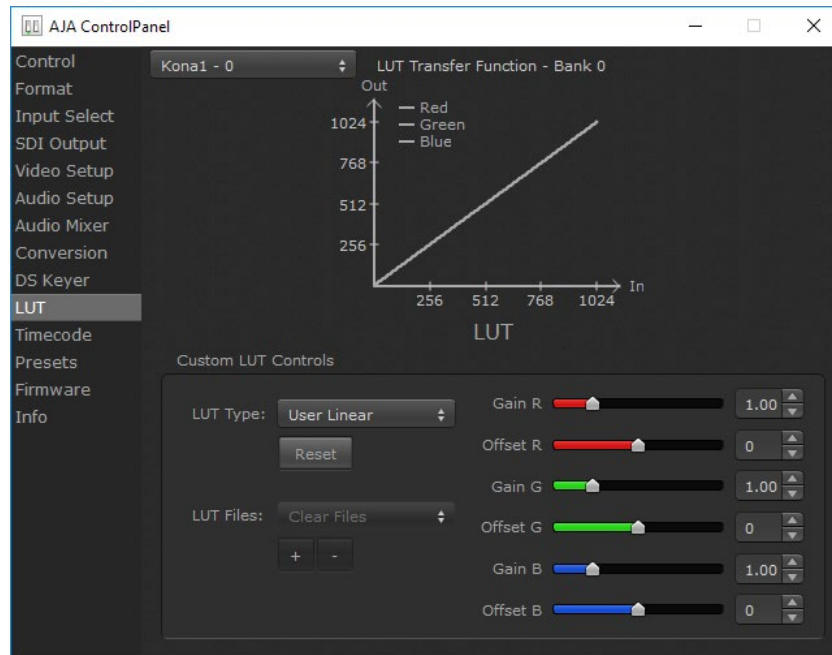 AJA ControlPanel
Control
Format
Input Select
SDI Output
Video Setup
Audio Setup
Audio Mixer
Conversion
DS Keyer
LUT
Timecode
Presets
Firmware
Info
Kona1 - 0
LUT Transfer Function - Bank 0
Out
Red
Green
Blue
1024
768
512
256
256 512 768 1024
In
LUT
Custom LUT Controls
LUT Type: User Linear
Reset
LUT Files: Clear Files
+ -
Gain R 1.00
Offset R 0
Gain G 1.00
Offset G 0
Gain B 1.00
Offset B 0